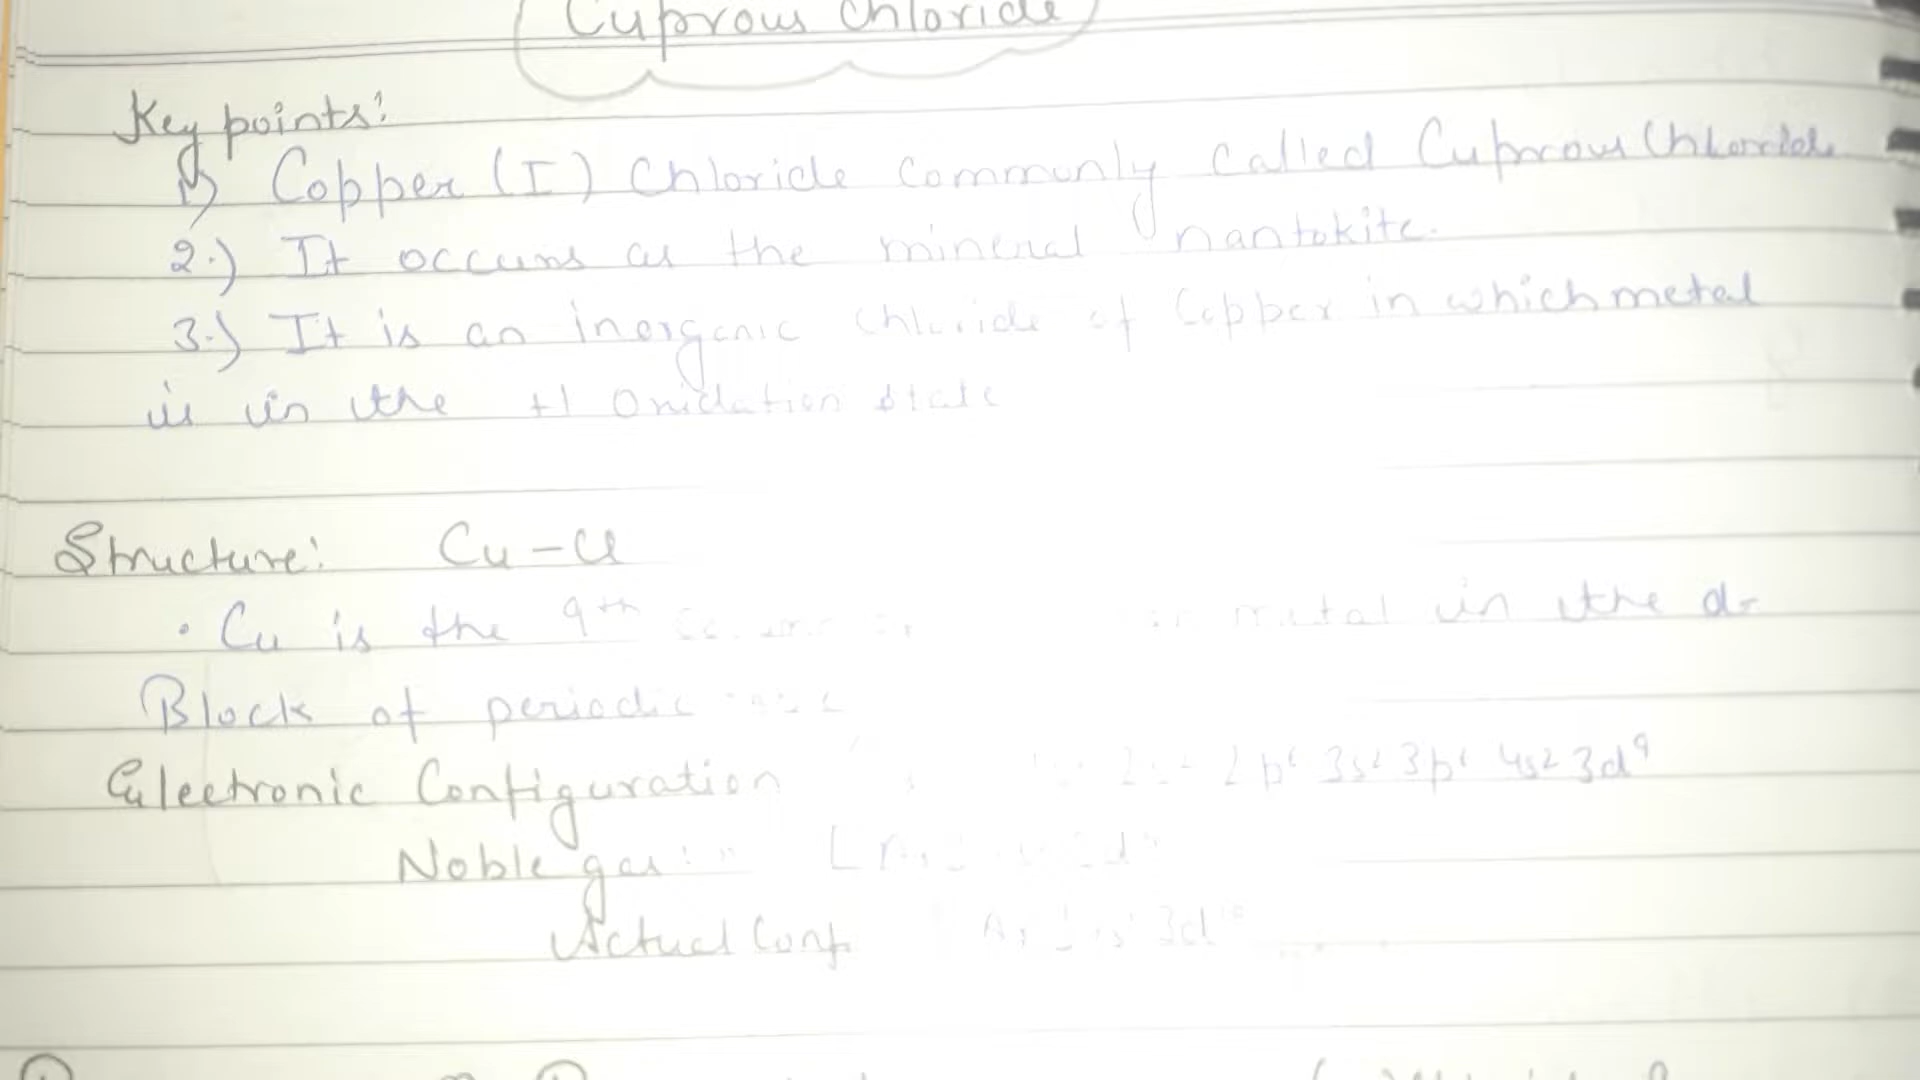 Cuprous Chloride
Key points:
1) Copper (I) Chloride Commonly Called Cuprous Chloride
2.) It occurs as the mineral nantokite.
3.) It is an inorganic Chloride of Copper in which metal
is in the +1 Oxidation state
Structure: Cu-Cl
• Cu is the 9th metal in the d-
Block of periodic
Electronic Configuration 2p6 3s2 3p6 4s2 3d9
Noble gas
Actual Conf. 3d10